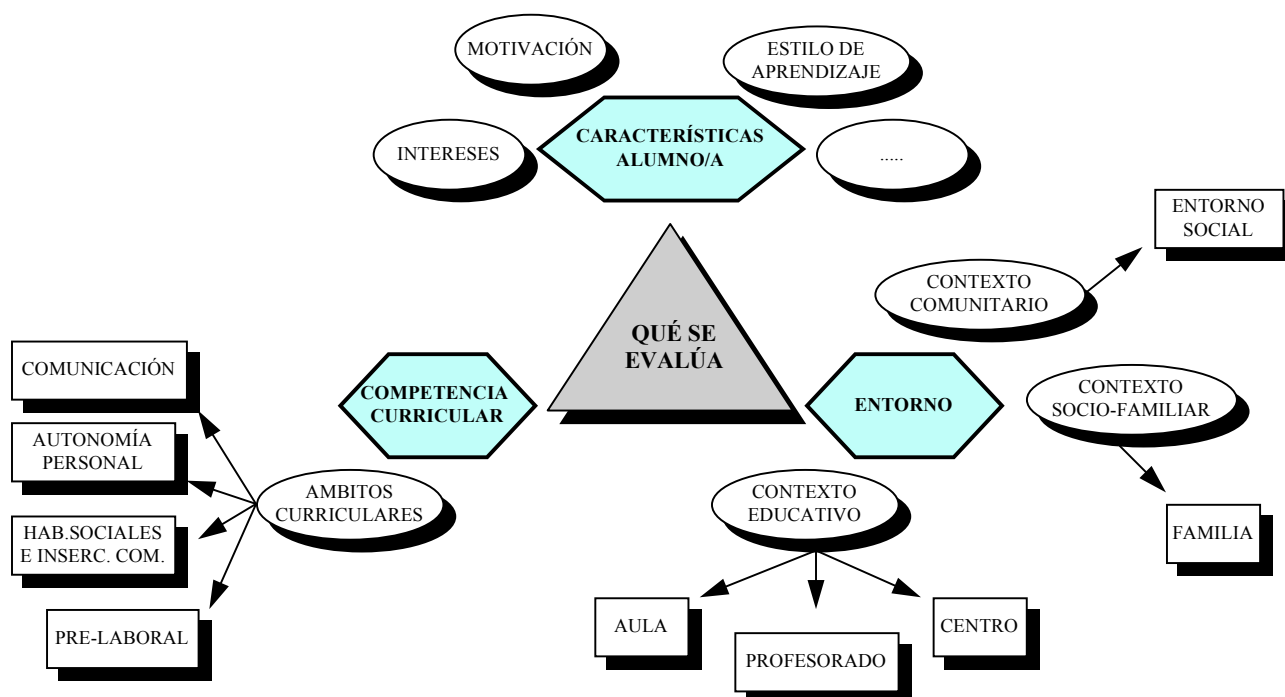 MOTIVACIÓN
ESTILO DE
APRENDIZAJE
CARACTERÍSTICAS
ALUMNO/A
INTERESES
.....
ENTORNO
SOCIAL
CONTEXTO
COMUNITARIO
QUÉ SE
EVALÚA
COMUNICACIÓN
COMPETENCIA
CURRICULAR
ENTORNO
CONTEXTO
SOCIO-FAMILIAR
AUTONOMÍA
PERSONAL
AMBITOS
CURRICULARES
CONTEXTO
EDUCATIVO
HAB.SOCIALES
E INSERC. COM.
FAMILIA
PRE-LABORAL
AULA
PROFESORADO
CENTRO